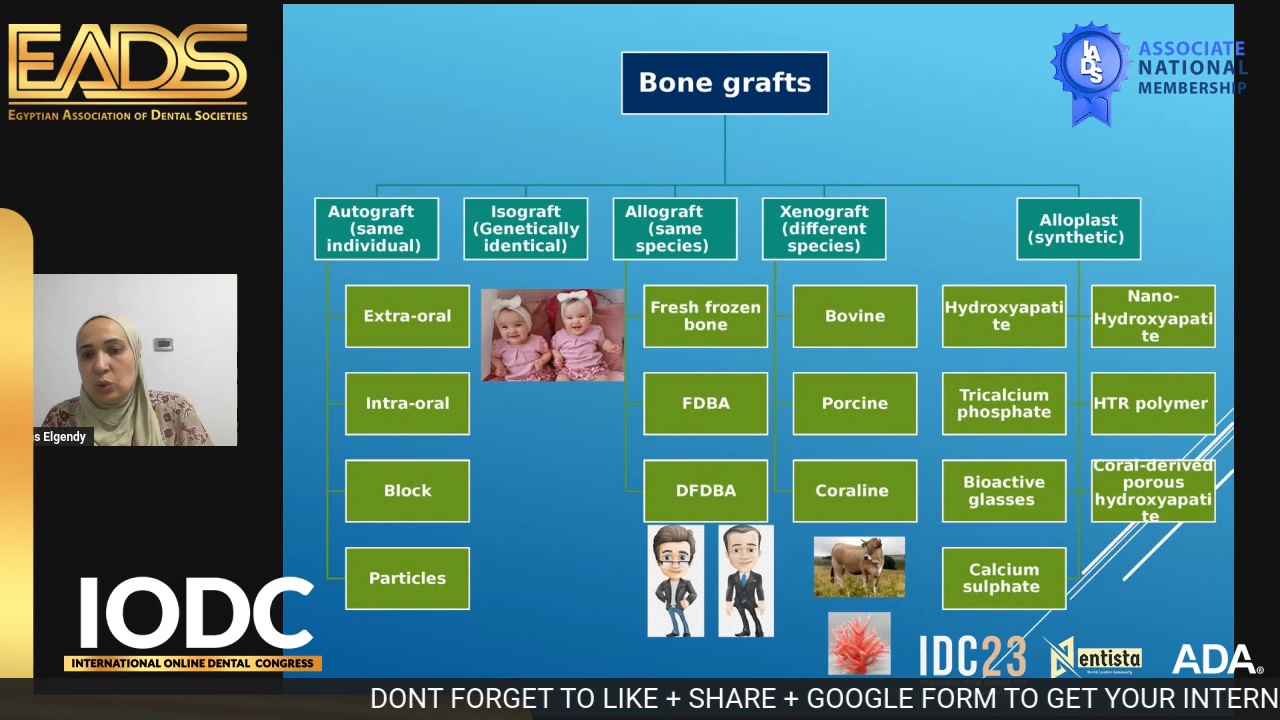 EADS
EGYPTIAN ASSOCIATION OF DENTAL SOCIETIES
IADS
ASSOCIATE
NATIONAL
MEMBERSHIP
Bone grafts
Autograft
(same
individual)
Isograft
(Genetically
identical)
Allograft
(same
species)
Xenograft
(different
species)
Alloplast
(synthetic)
Extra-oral
Intra-oral
Block
Particles
Fresh frozen
bone
FDBA
DFDBA
Bovine
Porcine
Coraline
Hydroxyapati
te
Tricalcium
phosphate
Bioactive
glasses
Calcium
sulphate
Nano-
Hydroxyapati
te
HTR polymer
Coral-derived
porous
hydroxyapati
te
Elgendy
IODC
INTERNATIONAL ONLINE DENTAL CONGRESS
IDC23
Dentista
ADA.
DONT FORGET TO LIKE + SHARE + GOOGLE FORM TO GET YOUR INTERN